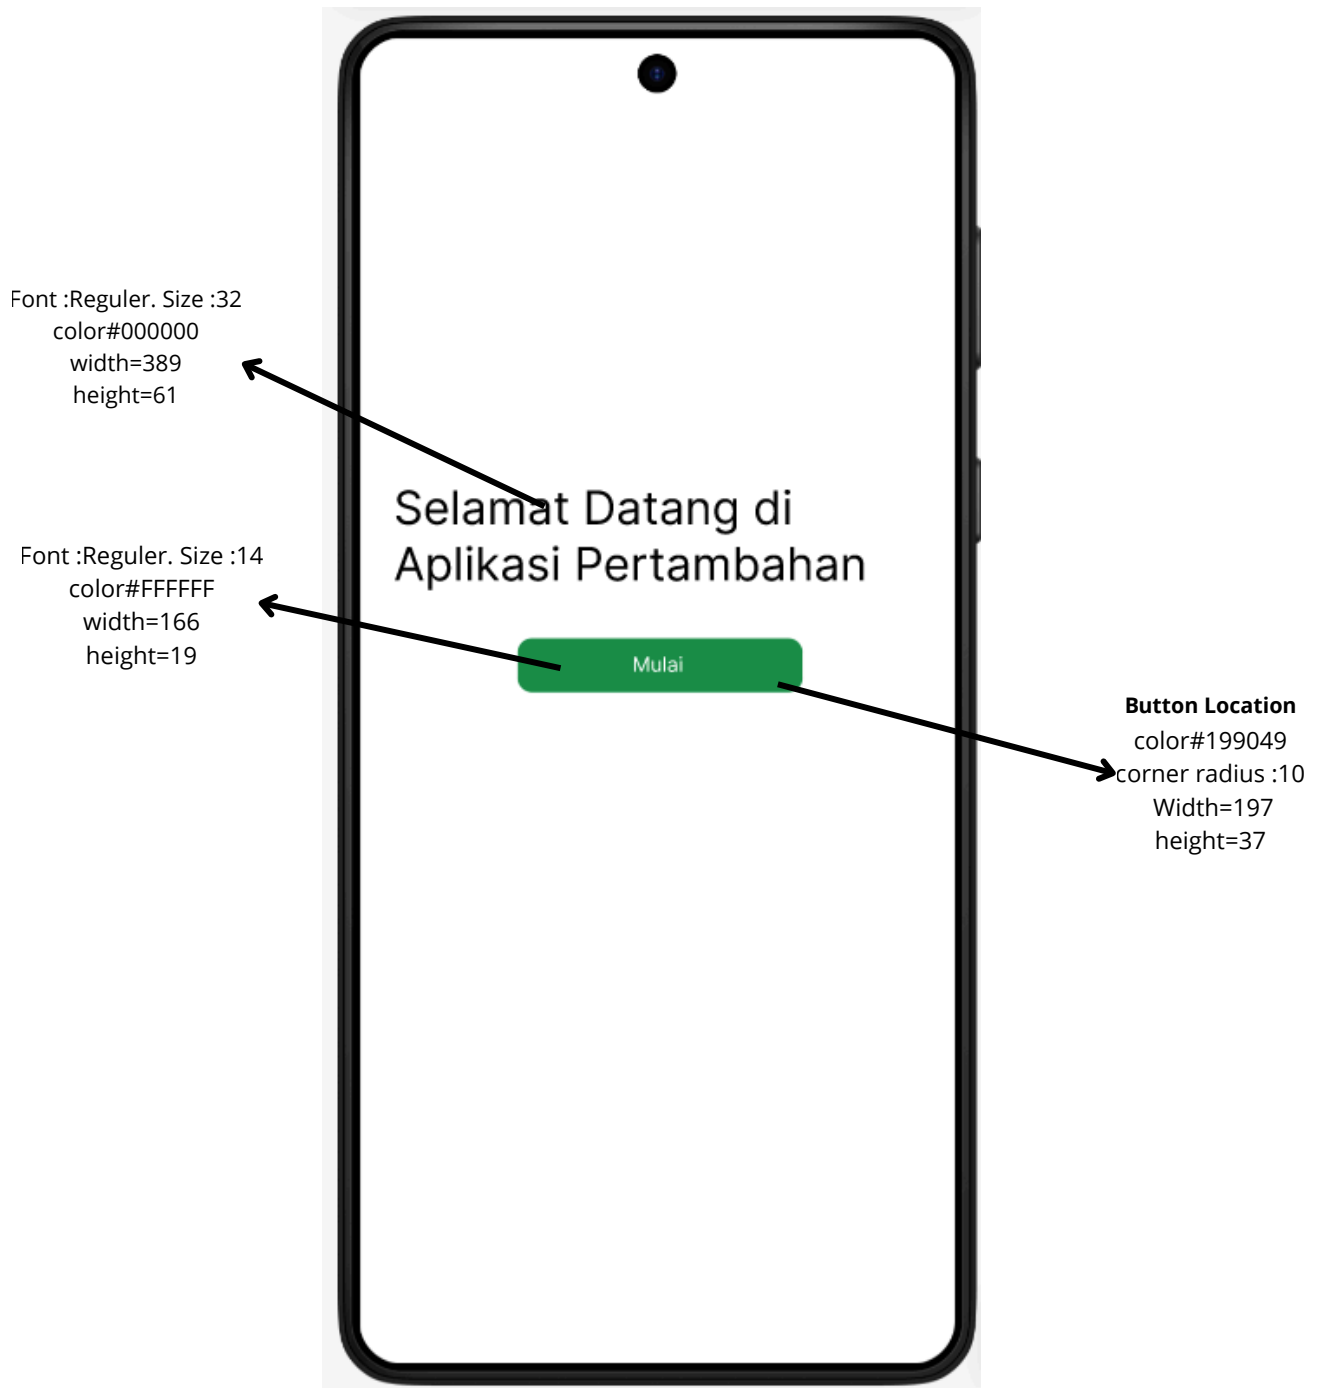 Font :Reguler. Size :32
color#000000
width=389
height=61
Selamat Datang di
Aplikasi Pertambahan
Font :Reguler. Size :14
color#FFFFFF
width=166
height=19
Mulai
Button Location
color#199049
corner radius :10
Width=197
height=37